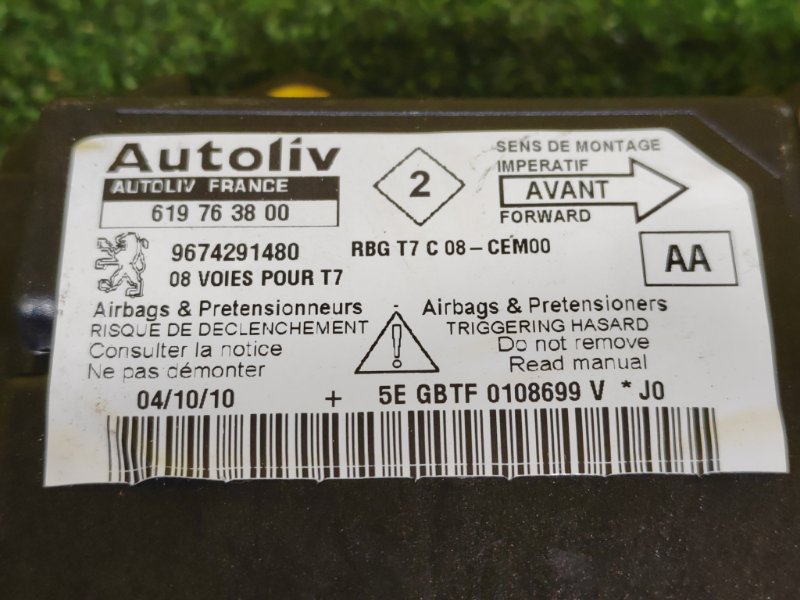 Autoliv
AUTOLIV FRANCE
619 76 38 00
2
SENS DE MONTAGE
IMPERATIF
AVANT
FORWARD
9674291480
RBG T7 C 08-CEM00
08 VOIES POUR T7
AA
Airbags & Pretensionneurs - Airbags & Pretensioners
RISQUE DE DECLENCHEMENT
TRIGGERING HASARD
Consulter la notice
Do not remove
Ne pas démonter
Read manual
04/10/10 + 5E GBTF 0108699 V * J0